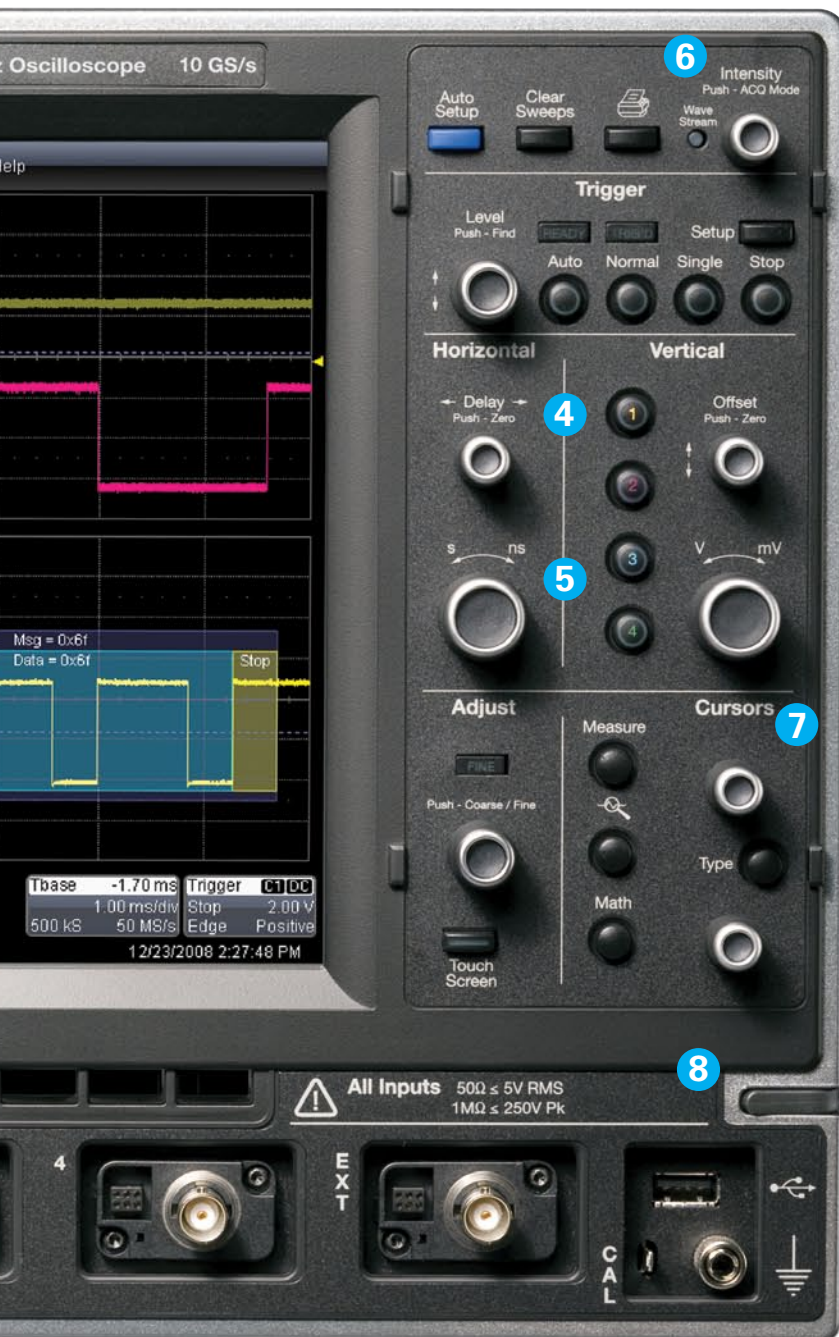 z Oscilloscope 10 GS/s
6
Intensity
Push - ACQ Mode
Auto
Setup
Clear
Sweeps
Wave
Stream
Help
Trigger
Level
Push - Find
READY
TRIG'D
Setup
Auto
Normal
Single
Stop
Horizontal
Vertical
Delay
Push - Zero
4
1
Offset
Push - Zero
2
s
ns
5
3
V
mV
4
Msg = 0x6f
Data = 0x6f
Stop
Adjust
Cursors
7
Measure
FINE
Push - Coarse / Fine
Type
Math
Touch
Screen
Tbase -1.70 ms
1.00 ms/div
500 kS 50 MS/s
Trigger C1 DC
Stop 2.00 V
Edge Positive
12/23/2008 2:27:48 PM
8
All Inputs 50Ω ≤ 5V RMS
1MΩ ≤ 250V Pk
4
EXT
CAL